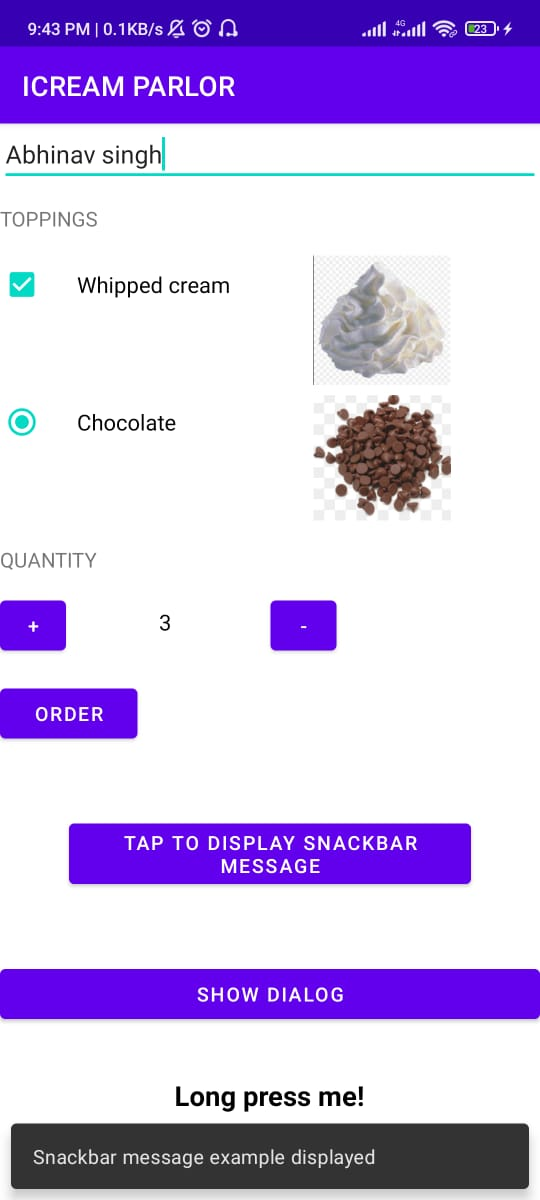 9:43 PM | 0.1KB/s 4G 23
ICREAM PARLOR
Abhinav singh
TOPPINGS
Whipped cream
Chocolate
QUANTITY
+ 3 -
ORDER
TAP TO DISPLAY SNACKBAR
MESSAGE
SHOW DIALOG
Long press me!
Snackbar message example displayed